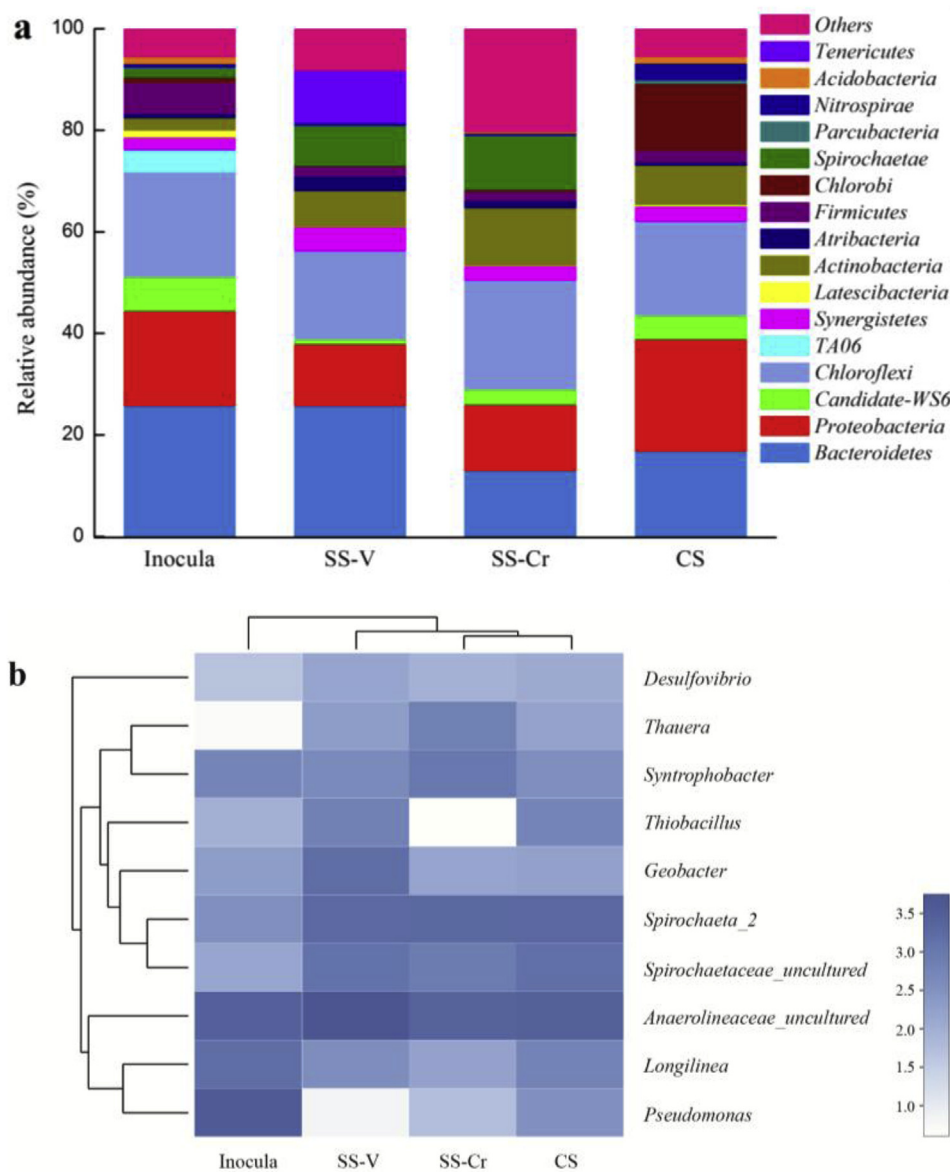 a
100
80
60
40
20
0
Relative abundance (%)
Inocula SS-V SS-Cr CS
Others
Tenericutes
Acidobacteria
Nitrospirae
Parcubacteria
Spirochaetae
Chlorobi
Firmicutes
Atribacteria
Actinobacteria
Latescibacteria
Synergistetes
TA06
Chloroflexi
Candidate-WS6
Proteobacteria
Bacteroidetes
b
Desulfovibrio
Thauera
Syntrophobacter
Thiobacillus
Geobacter
Spirochaeta_2
Spirochaetaceae_uncultured
Anaerolineaceae_uncultured
Longilinea
Pseudomonas
Inocula SS-V SS-Cr CS
3.5
3.0
2.5
2.0
1.5
1.0